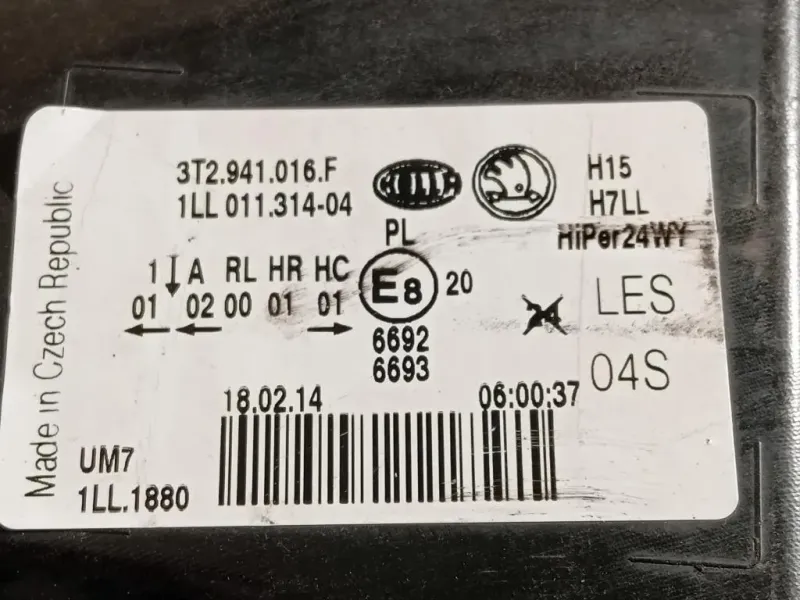 3T2.941.016.F
1LL 011.314-04
HELLA
H15
H7LL
HiPer24WY
PL
1 A RL HR HC
01 02 00 01 01
E8 20
6692
6693
24
LES
04S
18.02.14
06:00:37
UM7
1LL.1880
Made in Czech Republic